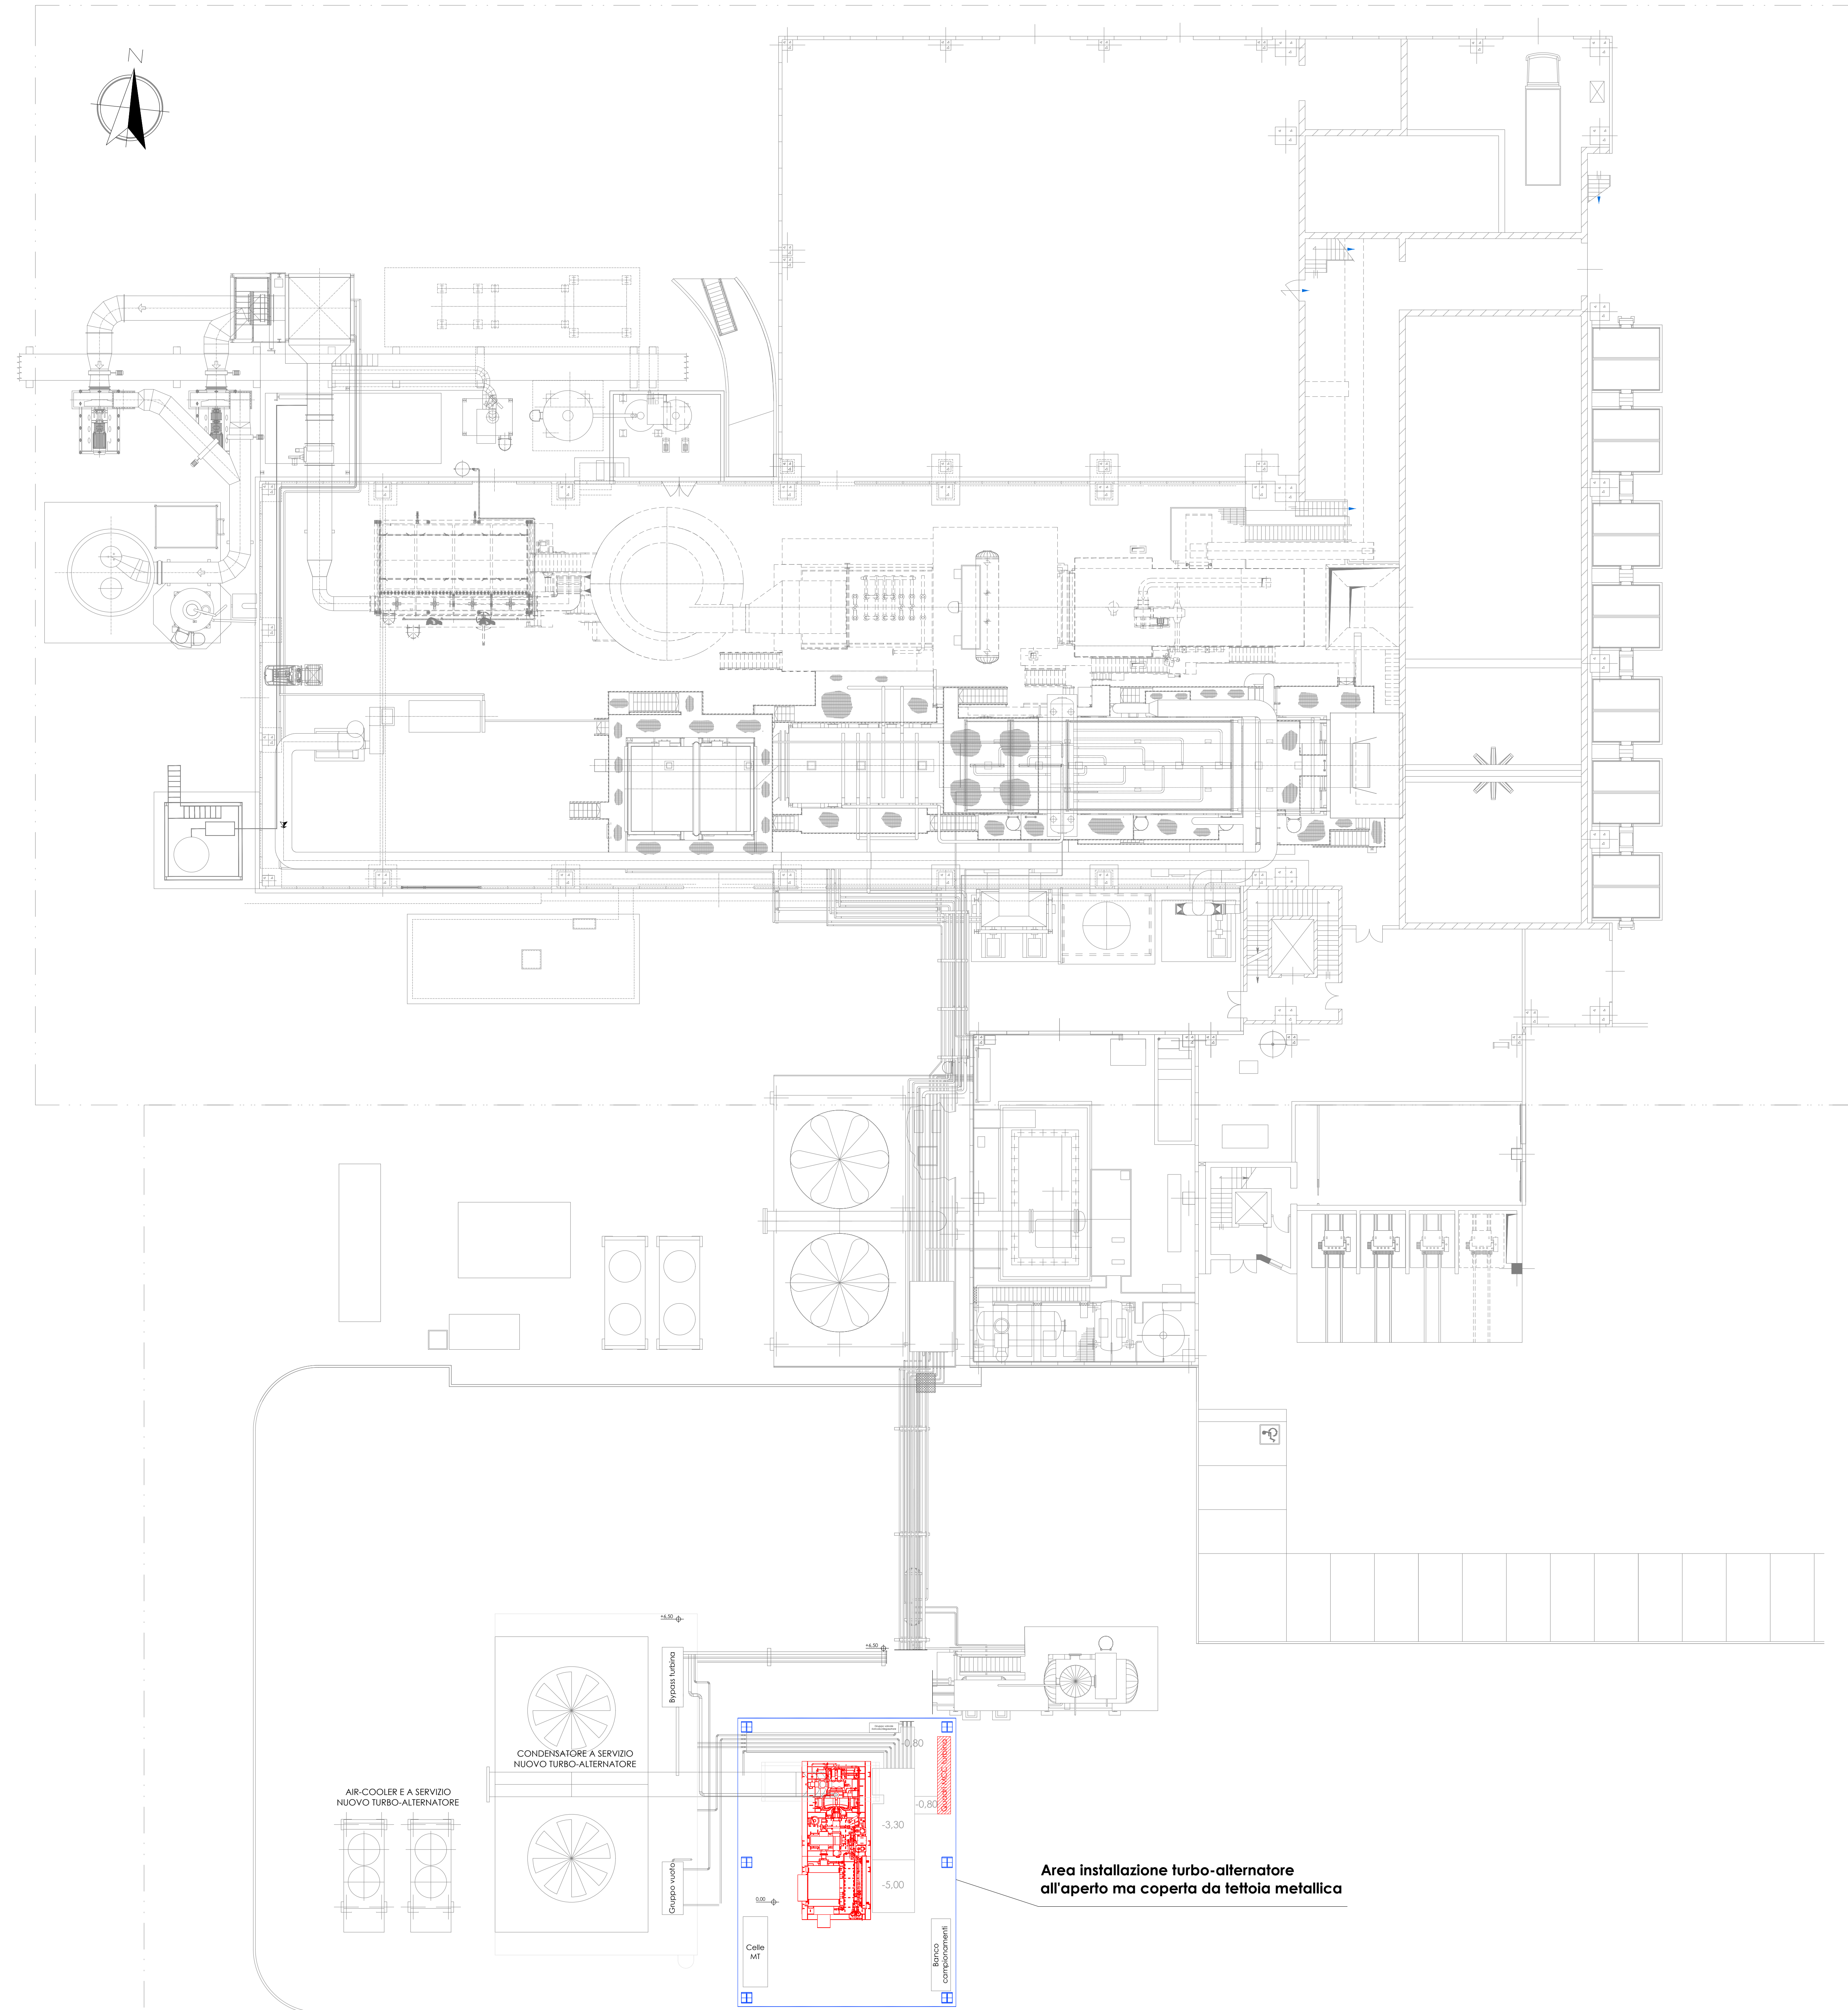 N
+6,50
+6,50
Bypass turbina
-0,80
Quadri MCC turbina
CONDENSATORE A SERVIZIO
NUOVO TURBO-ALTERNATORE
AIR-COOLER E A SERVIZIO
NUOVO TURBO-ALTERNATORE
-0,80
-3,30
Area installazione turbo-alternatore
all'aperto ma coperta da tettoia metallica
-5,00
Gruppo vuoto
0,00
Celle
MT
Banco
campionamenti